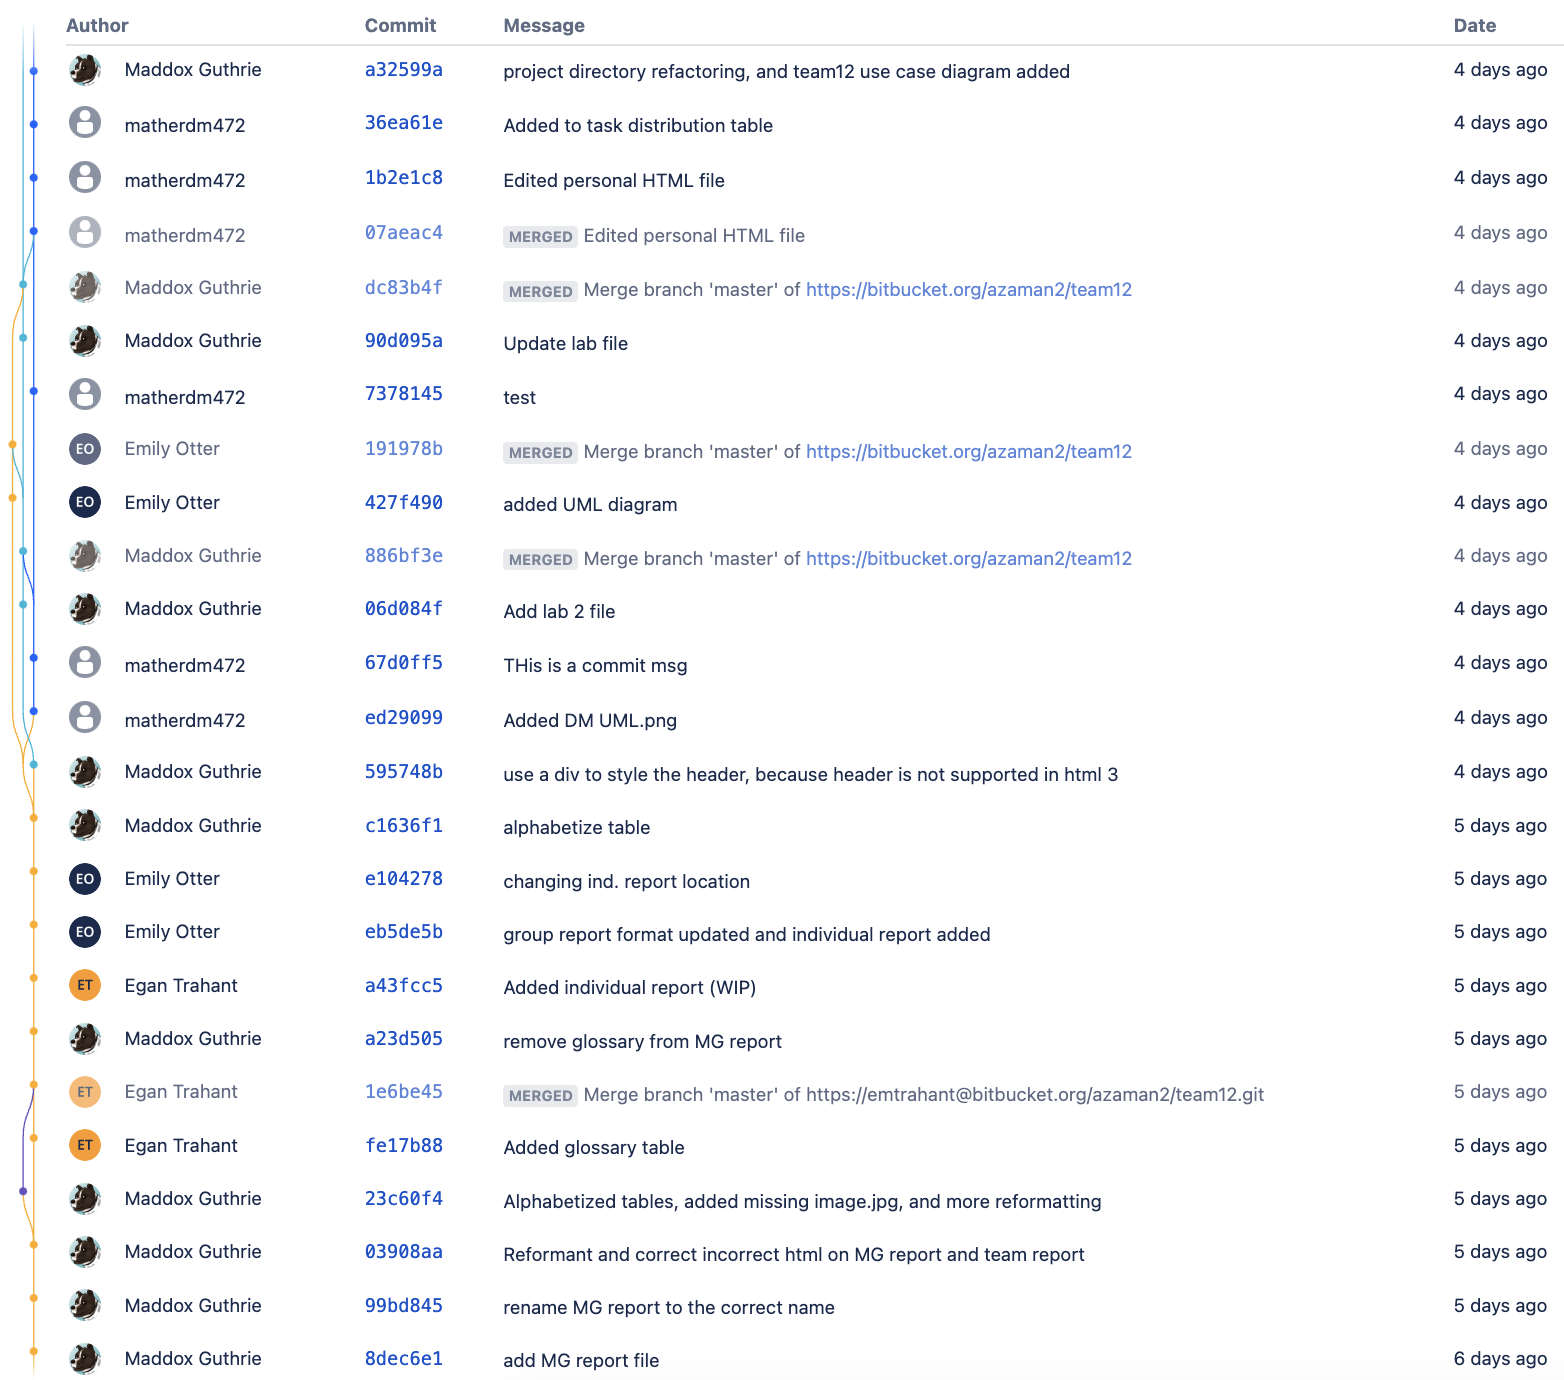 Author Commit Message Date
Maddox Guthrie a32599a project directory refactoring, and team12 use case diagram added 4 days ago
matherdm472 36ea61e Added to task distribution table 4 days ago
matherdm472 1b2e1c8 Edited personal HTML file 4 days ago
matherdm472 07aeac4 MERGED Edited personal HTML file 4 days ago
Maddox Guthrie dc83b4f MERGED Merge branch 'master' of https://bitbucket.org/azaman2/team12 4 days ago
Maddox Guthrie 90d095a Update lab file 4 days ago
matherdm472 7378145 test 4 days ago
EO Emily Otter 191978b MERGED Merge branch 'master' of https://bitbucket.org/azaman2/team12 4 days ago
EO Emily Otter 427f490 added UML diagram 4 days ago
Maddox Guthrie 886bf3e MERGED Merge branch 'master' of https://bitbucket.org/azaman2/team12 4 days ago
Maddox Guthrie 06d084f Add lab 2 file 4 days ago
matherdm472 67d0ff5 THis is a commit msg 4 days ago
matherdm472 ed29099 Added DM UML.png 4 days ago
Maddox Guthrie 595748b use a div to style the header, because header is not supported in html 3 4 days ago
Maddox Guthrie c1636f1 alphabetize table 5 days ago
EO Emily Otter e104278 changing ind. report location 5 days ago
EO Emily Otter eb5de5b group report format updated and individual report added 5 days ago
ET Egan Trahant a43fcc5 Added individual report (WIP) 5 days ago
Maddox Guthrie a23d505 remove glossary from MG report 5 days ago
ET Egan Trahant 1e6be45 MERGED Merge branch 'master' of https://emtrahant@bitbucket.org/azaman2/team12.git 5 days ago
ET Egan Trahant fe17b88 Added glossary table 5 days ago
Maddox Guthrie 23c60f4 Alphabetized tables, added missing image.jpg, and more reformatting 5 days ago
Maddox Guthrie 03908aa Reformant and correct incorrect html on MG report and team report 5 days ago
Maddox Guthrie 99bd845 rename MG report to the correct name 5 days ago
Maddox Guthrie 8dec6e1 add MG report file 6 days ago